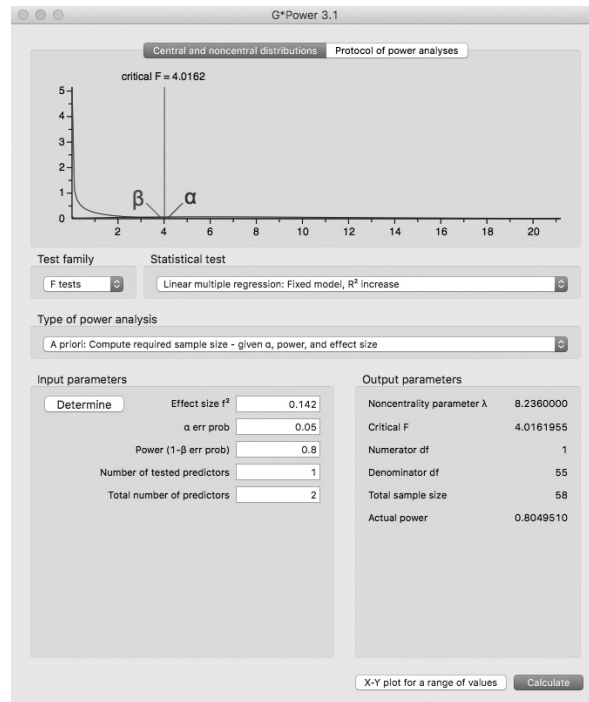 G*Power 3.1
Central and noncentral distributions Protocol of power analyses
critical F = 4.0162
5
4
3
2
1
0
β α
2 4 6 8 10 12 14 16 18 20
Test family Statistical test
F tests Linear multiple regression: Fixed model, R² increase
Type of power analysis
A priori: Compute required sample size - given α, power, and effect size
Input parameters Output parameters
Determine Effect size f² 0.142 Noncentrality parameter λ 8.2360000
α err prob 0.05 Critical F 4.0161955
Power (1-β err prob) 0.8 Numerator df 1
Number of tested predictors 1 Denominator df 55
Total number of predictors 2 Total sample size 58
Actual power 0.8049510
X-Y plot for a range of values Calculate